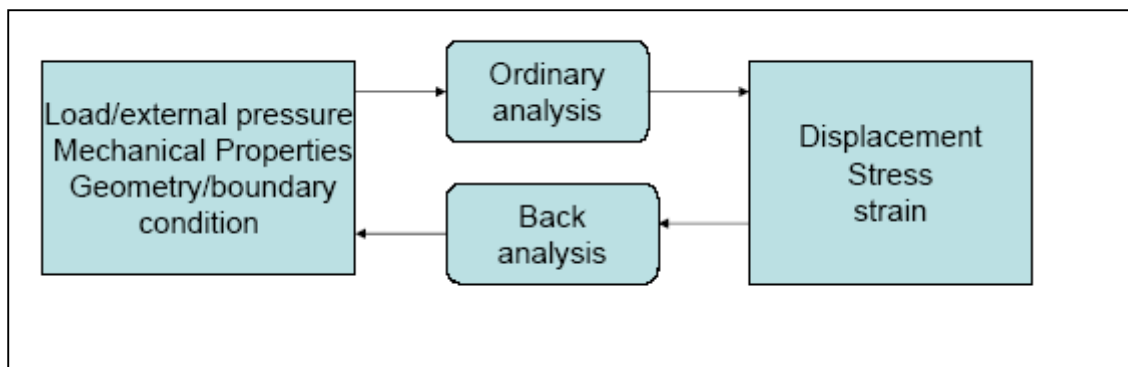 Load/external pressure
Mechanical Properties
Geometry/boundary
condition
Ordinary
analysis
Back
analysis
Displacement
Stress
strain